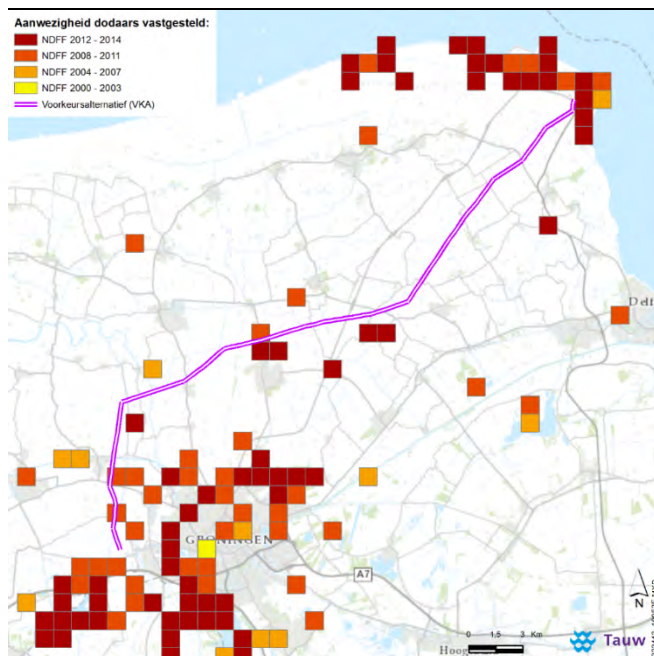 Aanwezigheid dodaars vastgesteld:
NDFF 2012 - 2014
NDFF 2008 - 2011
NDFF 2004 - 2007
NDFF 2000 - 2003
Voorkeursalternatief (VKA)
Delf
GRONINGEN
A7
N
0 1,5 3 Km
Hoog
Tauw